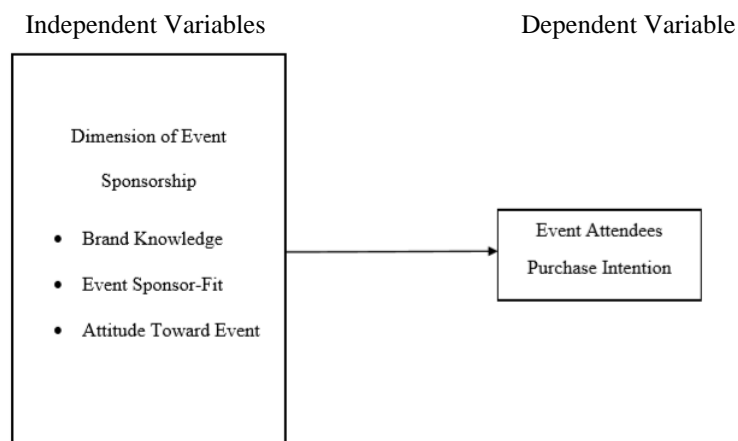 Independent Variables
Dependent Variable
Dimension of Event
Sponsorship
• Brand Knowledge
• Event Sponsor-Fit
• Attitude Toward Event
Event Attendees
Purchase Intention